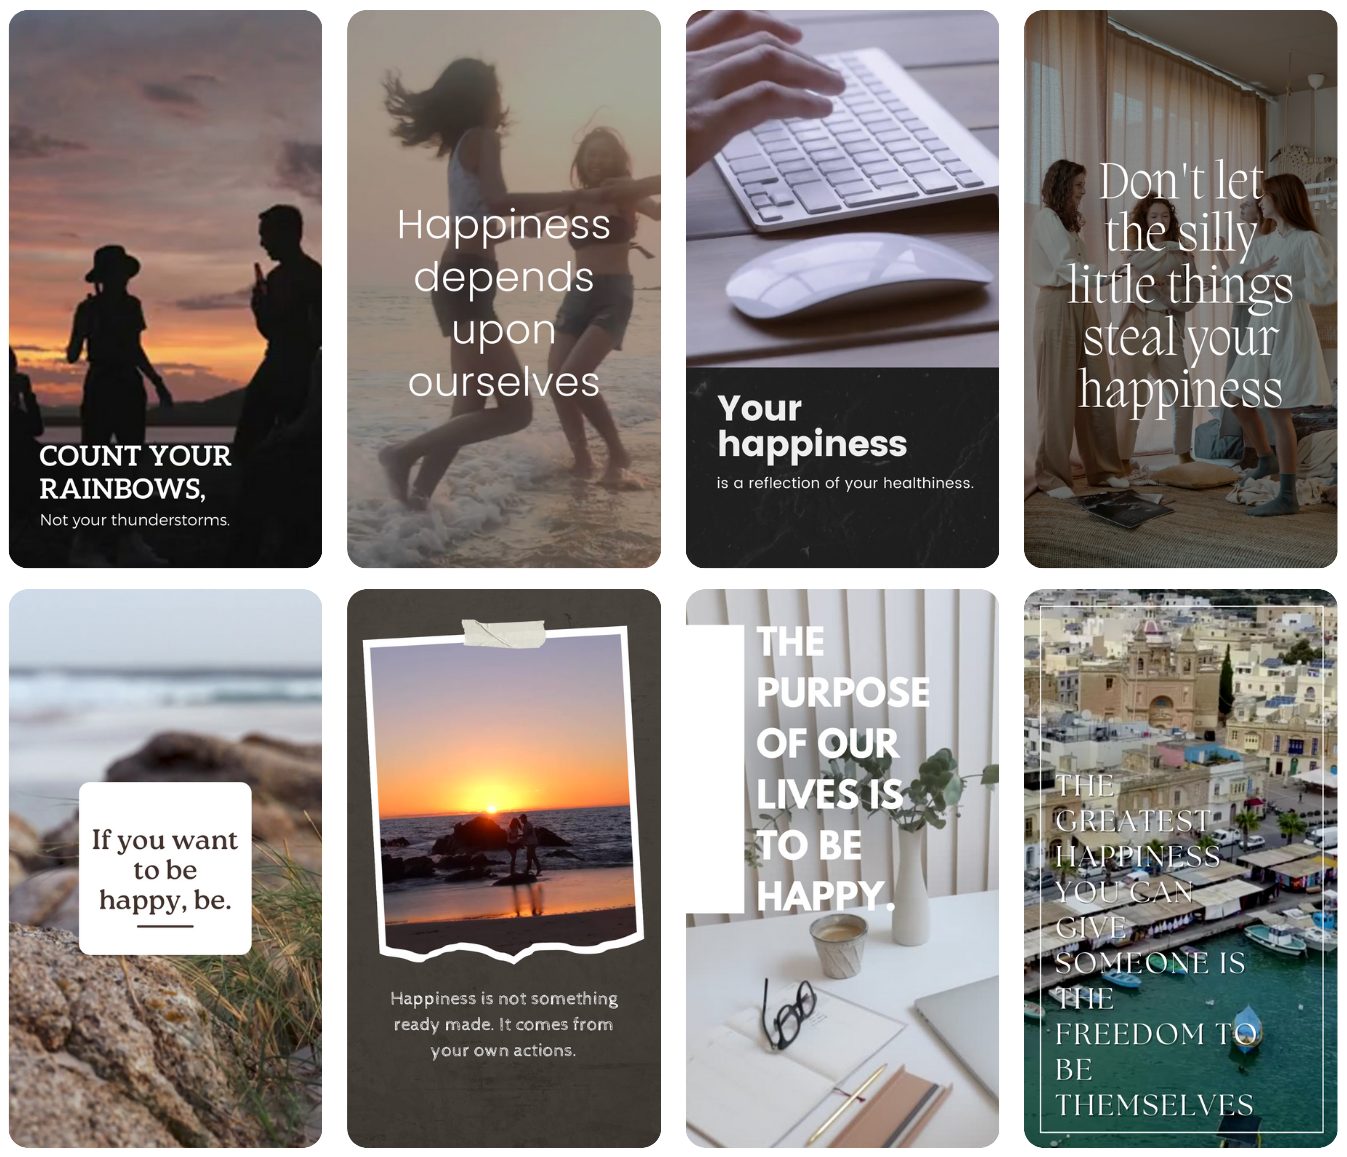 COUNT YOUR
RAINBOWS,
Not your thunderstorms.
Happiness
depends
upon
ourselves
Your
happiness
is a reflection of your healthiness.
Don't let
the silly
little things
steal your
happiness
If you want
to be
happy, be.
Happiness is not something
ready made. It comes from
your own actions.
THE
PURPOSE
OF OUR
LIVES IS
TO BE
HAPPY.
THE
GREATEST
HAPPINESS
YOU CAN
GIVE
SOMEONE IS
THE
FREEDOM TO
BE
THEMSELVES